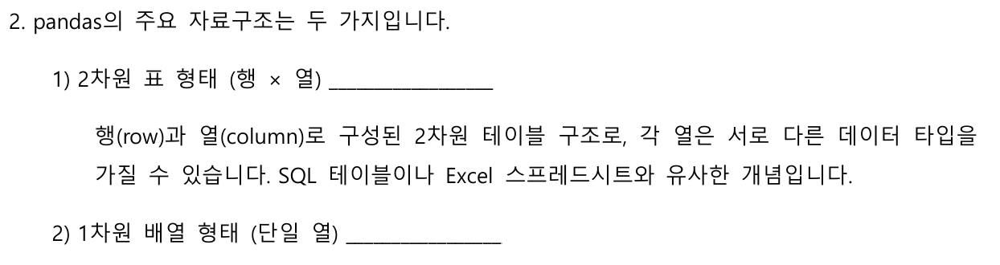 2. pandas의 주요 자료구조는 두 가지입니다.
1) 2차원 표 형태 (행 × 열) _______________
행(row)과 열(column)로 구성된 2차원 테이블 구조로, 각 열은 서로 다른 데이터 타입을
가질 수 있습니다. SQL 테이블이나 Excel 스프레드시트와 유사한 개념입니다.
2) 1차원 배열 형태 (단일 열) ______________